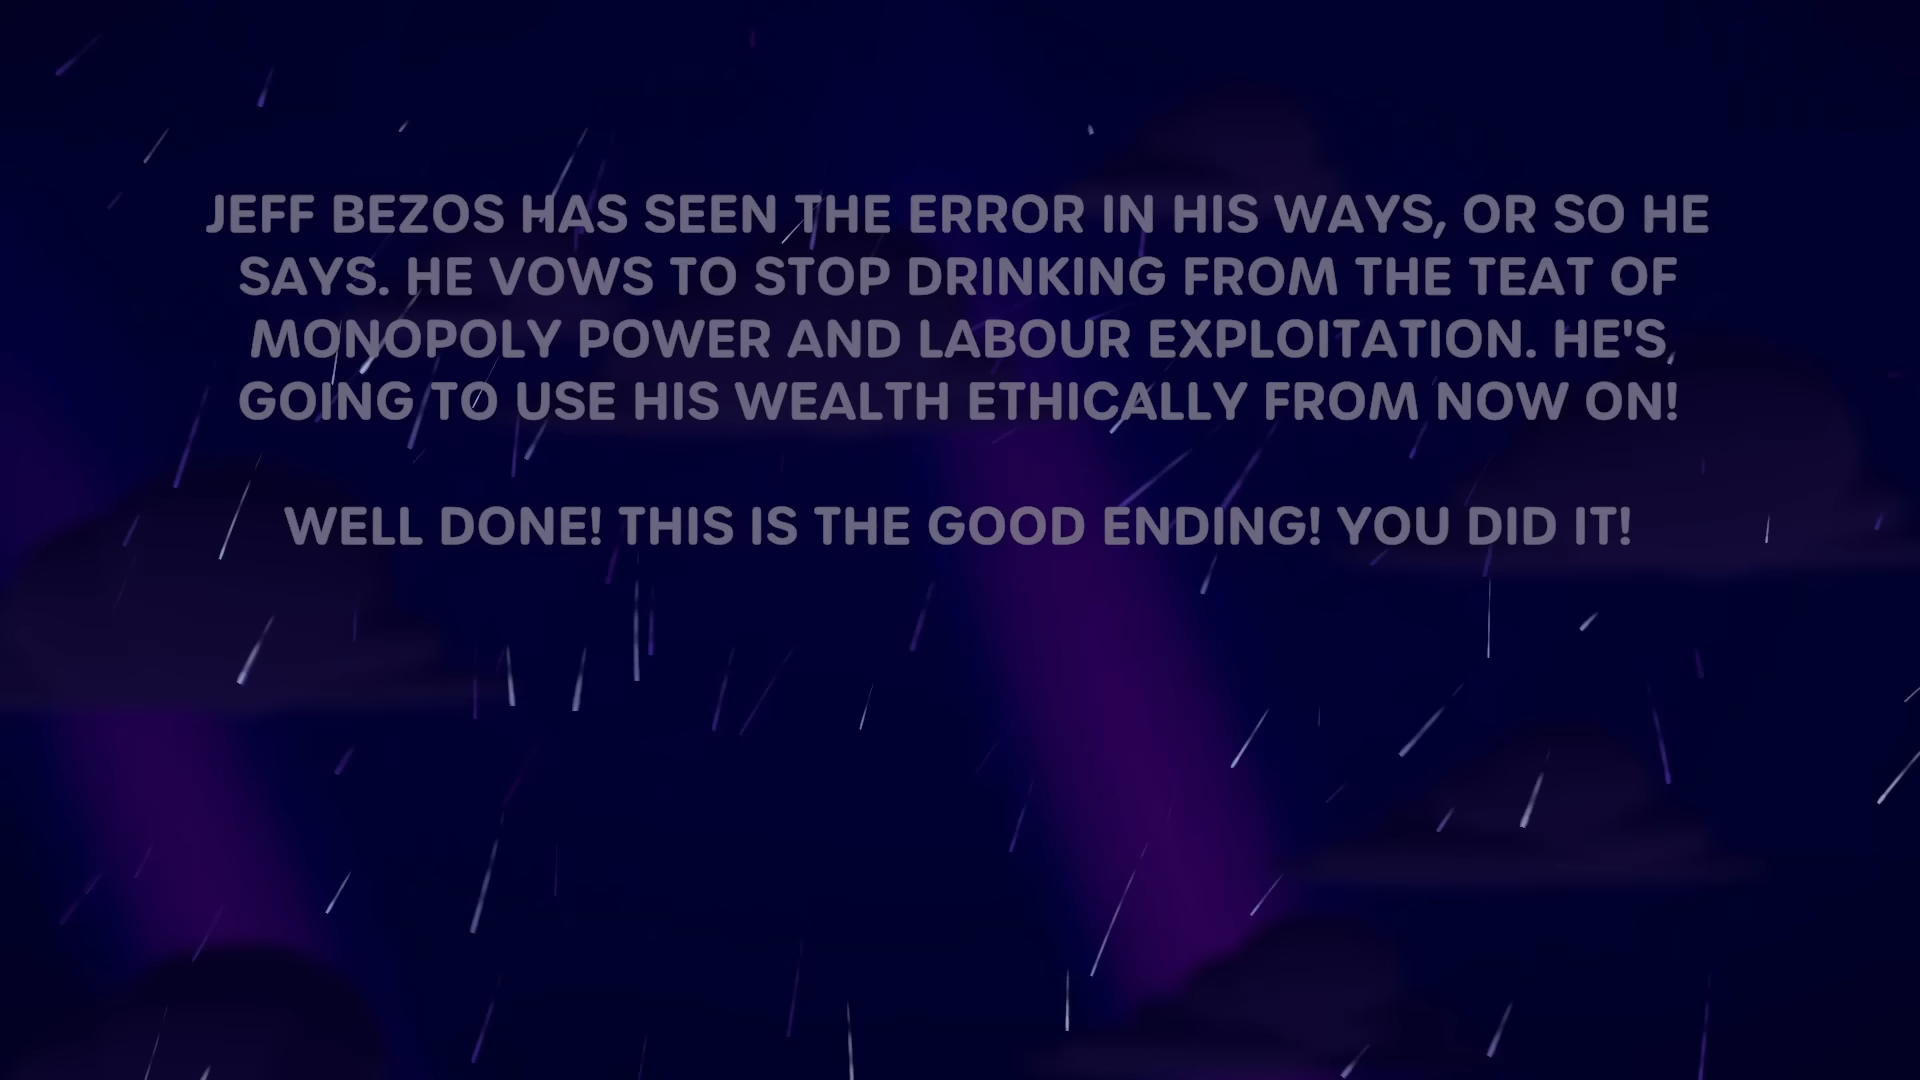 JEFF BEZOS HAS SEEN THE ERROR IN HIS WAYS, OR SO HE
SAYS. HE VOWS TO STOP DRINKING FROM THE TEAT OF
MONOPOLY POWER AND LABOUR EXPLOITATION. HE'S
GOING TO USE HIS WEALTH ETHICALLY FROM NOW ON!
WELL DONE! THIS IS THE GOOD ENDING! YOU DID IT!